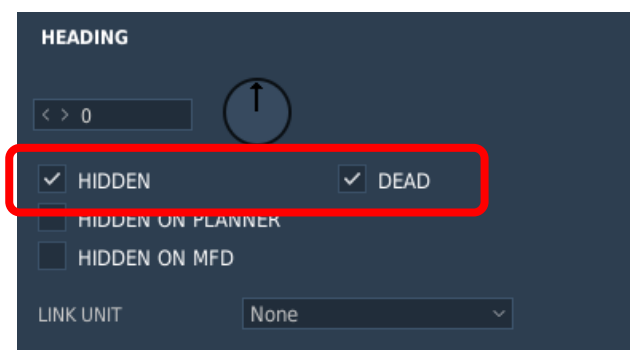 HEADING
< > 0
HIDDEN DEAD
HIDDEN ON PLANNER
HIDDEN ON MFD
LINK UNIT None